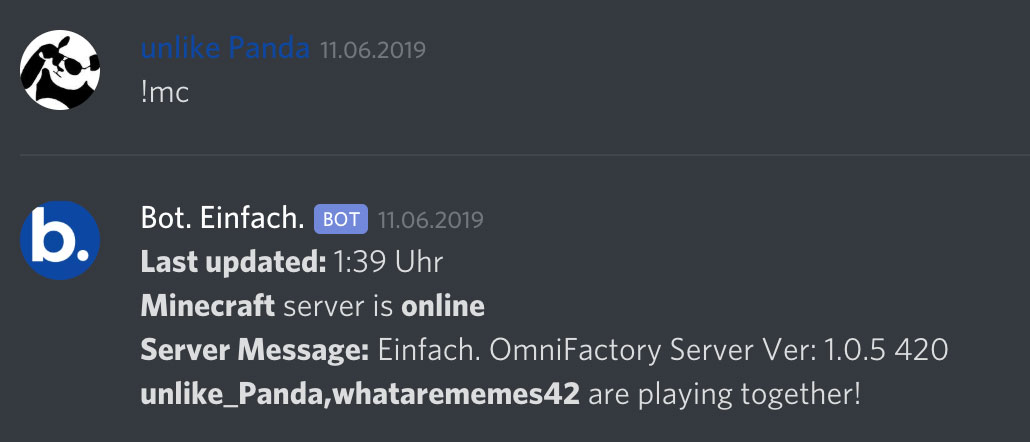 unlike Panda 11.06.2019
!mc
b.
Bot. Einfach. BOT 11.06.2019
Last updated: 1:39 Uhr
Minecraft server is online
Server Message: Einfach. OmniFactory Server Ver: 1.0.5 420
unlike_Panda,whatarememes42 are playing together!